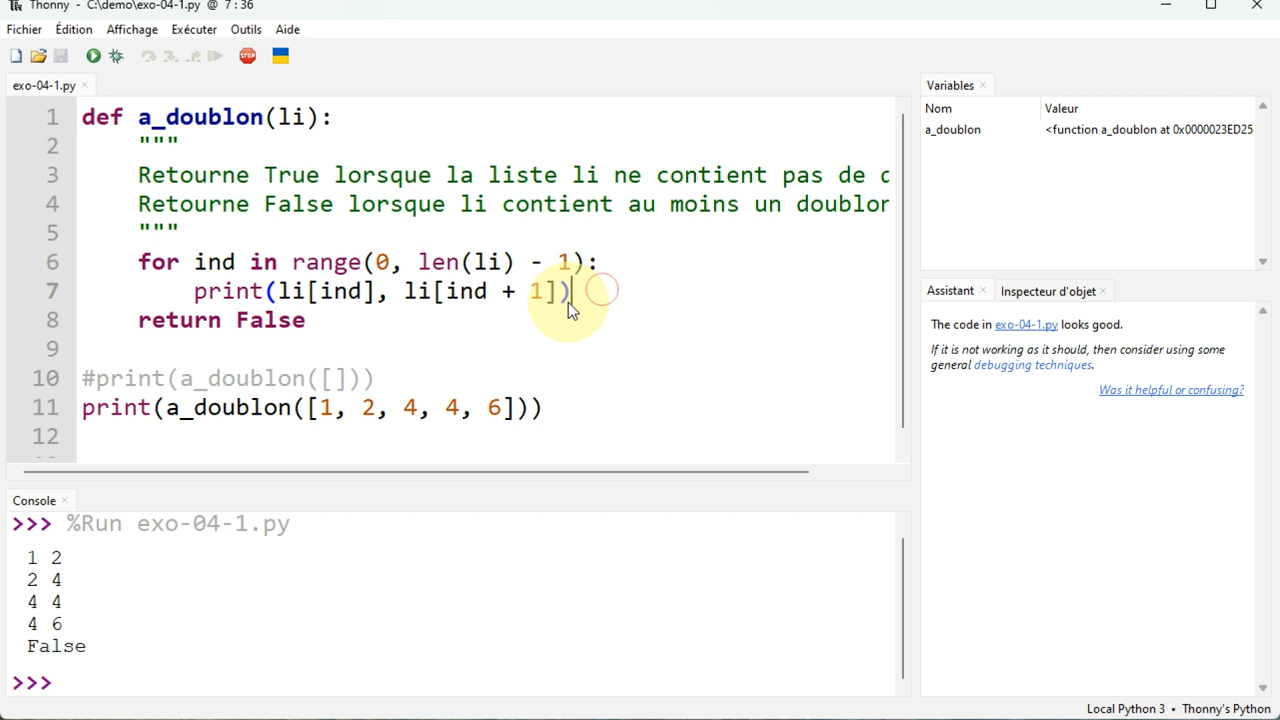 Thonny - C:\demo\exo-04-1.py @ 7 : 36
Fichier Édition Affichage Exécuter Outils Aide
STOP
exo-04-1.py ×
1 def a_doublon(li):
2 """
3 Retourne True lorsque la liste li ne contient pas de
4 Retourne False lorsque li contient au moins un
5 """
6 for ind in range(0, len(li) - 1):
7 print(li[ind], li[ind + 1])
8 return False
9
10 #print(a_doublon([]))
11 print(a_doublon([1, 2, 4, 4, 6]))
12
Console ×
>>> %Run exo-04-1.py
1 2
2 4
4 4
4 6
False
>>>
Variables ×
Nom Valeur
a_doublon <function a_doublon at 0x0000023ED25
Assistant × Inspecteur d'objet ×
The code in exo-04-1.py looks good.
If it is not working as it should, then consider using some
general debugging techniques.
Was it helpful or confusing?
Local Python 3 • Thonny's Python